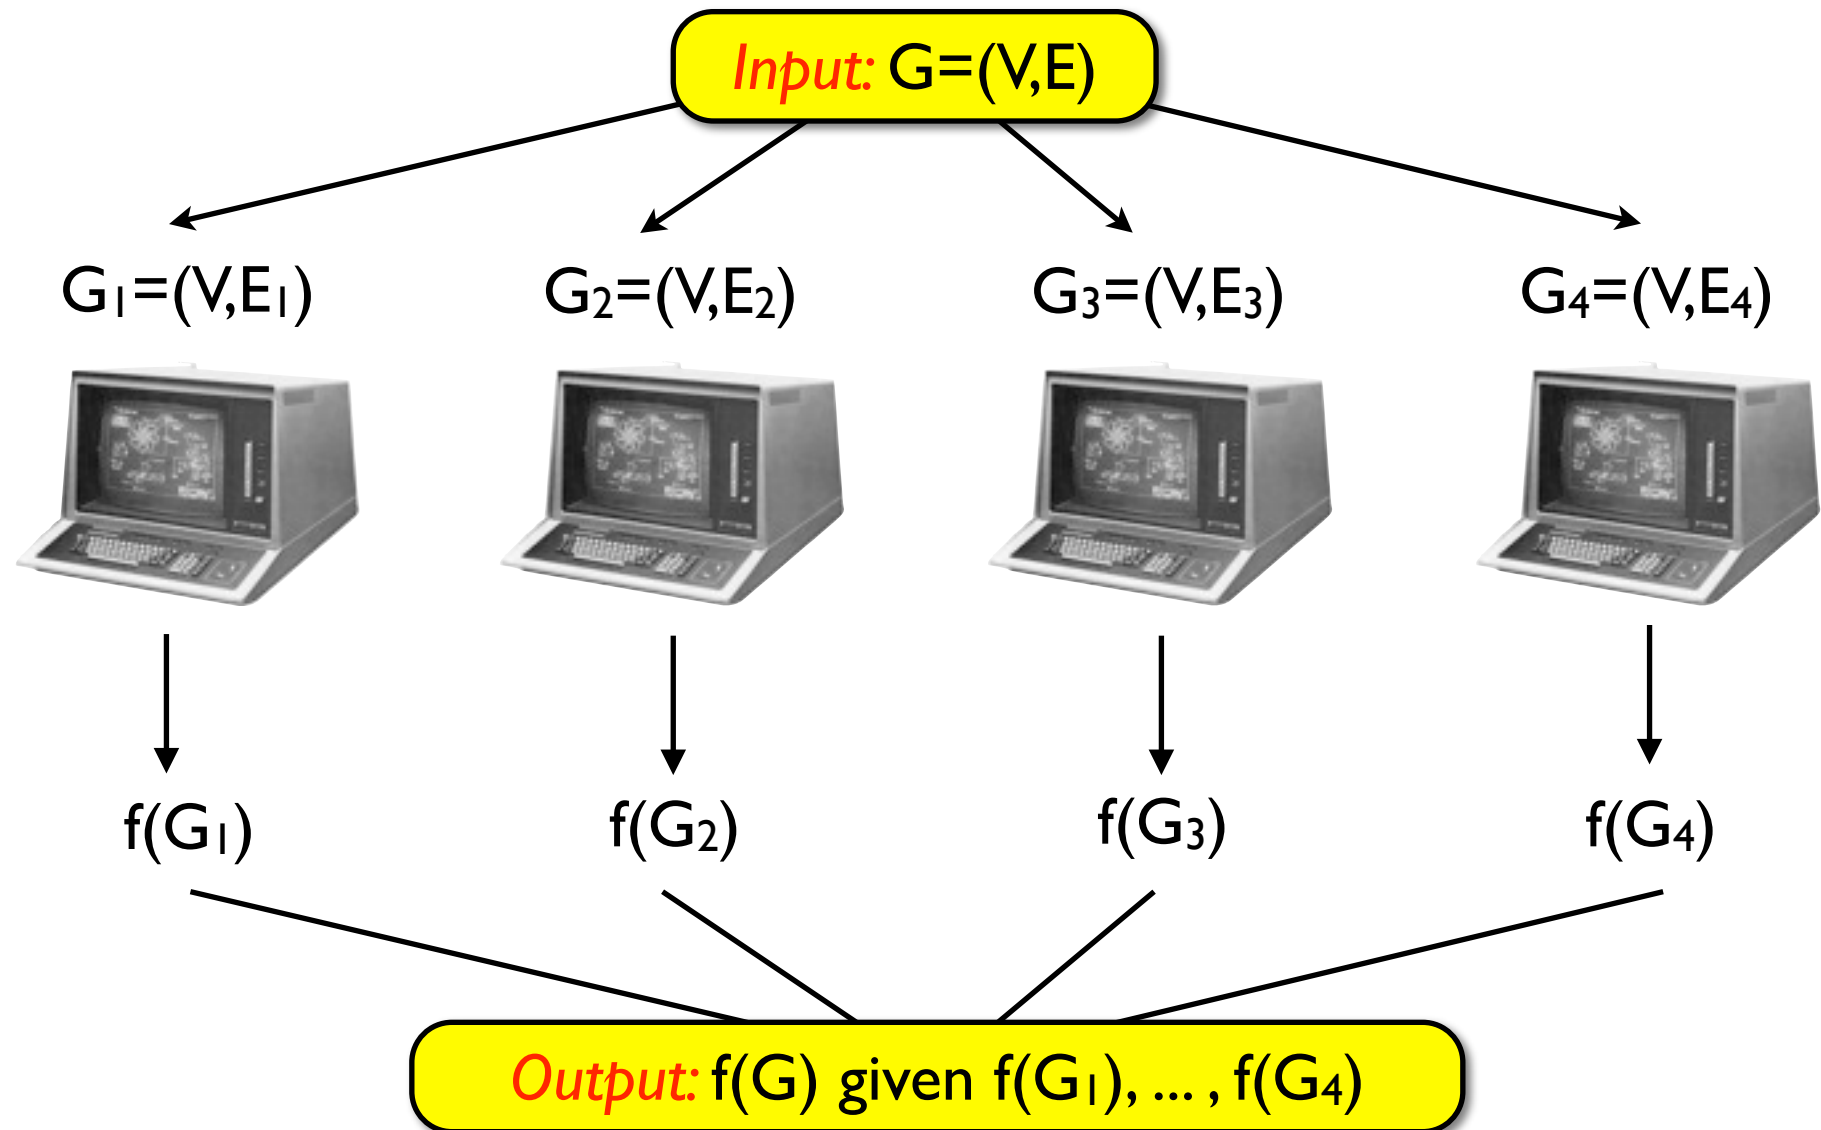 Input: G=(V,E)
G₁=(V,E₁) G₂=(V,E₂) G₃=(V,E₃) G₄=(V,E₄)
f(G₁) f(G₂) f(G₃) f(G₄)
Output: f(G) given f(G₁), ... , f(G₄)